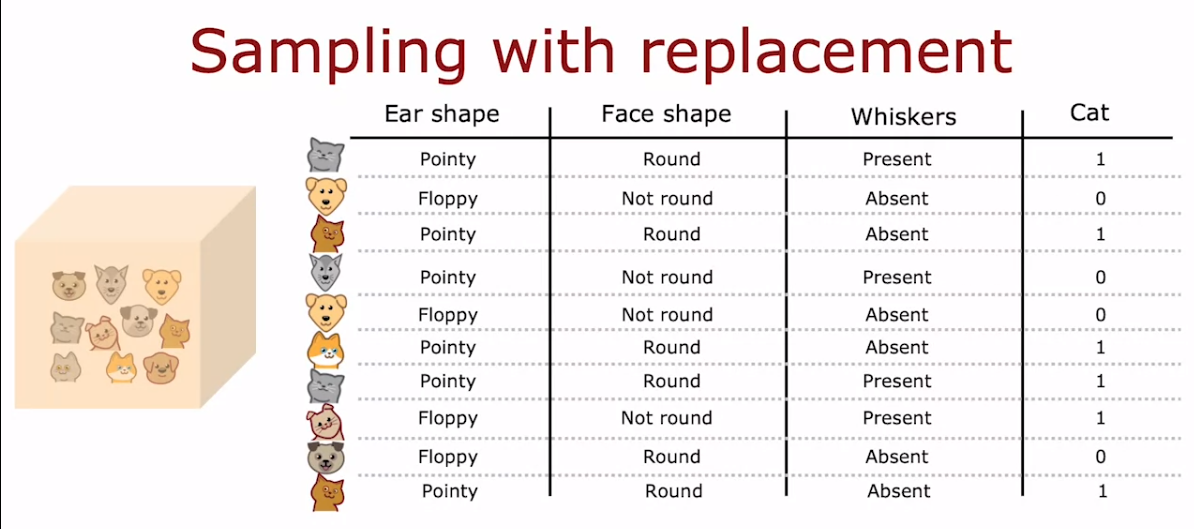 Sampling with replacement
Ear shape Face shape Whiskers Cat
Pointy Round Present 1
Floppy Not round Absent 0
Pointy Round Absent 1
Pointy Not round Present 0
Floppy Not round Absent 0
Pointy Round Absent 1
Pointy Round Present 1
Floppy Not round Present 1
Floppy Round Absent 0
Pointy Round Absent 1